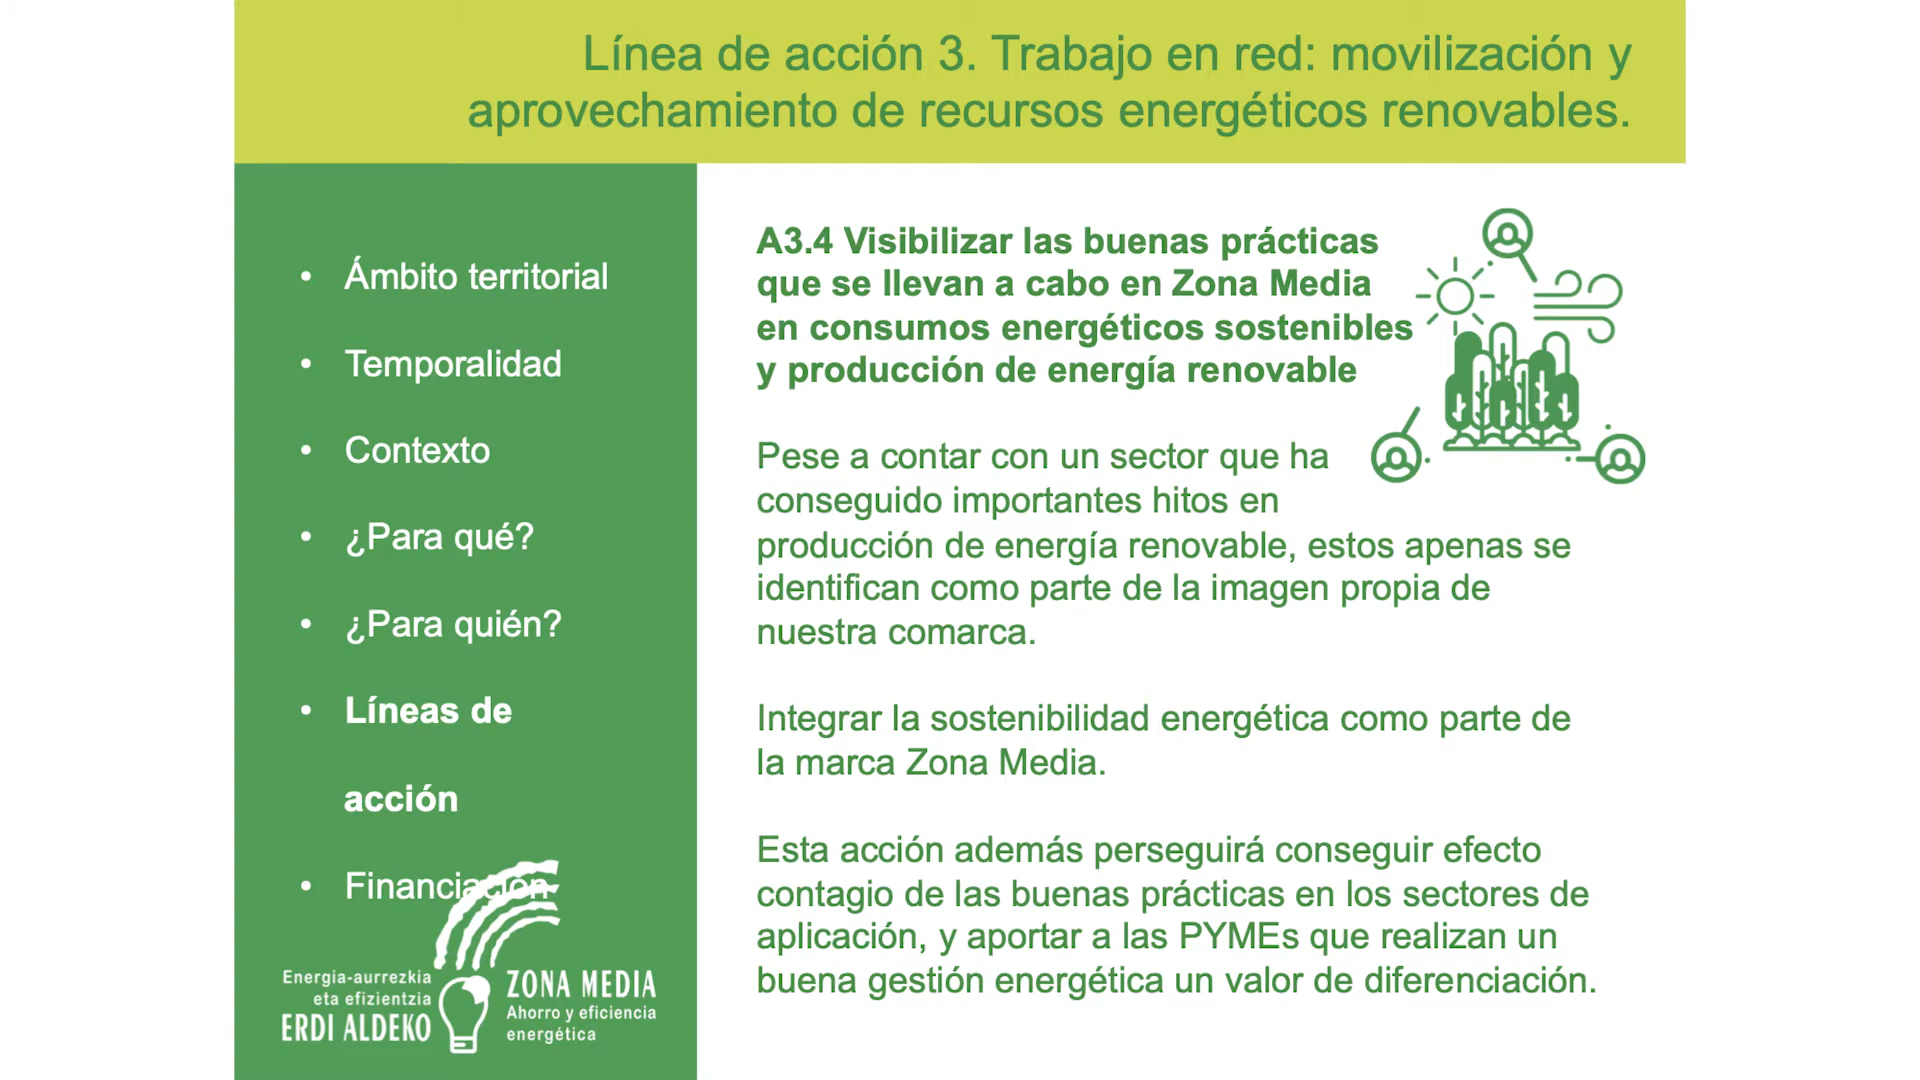 Línea de acción 3. Trabajo en red: movilización y
aprovechamiento de recursos energéticos renovables.
• Ámbito territorial
• Temporalidad
• Contexto
• ¿Para qué?
• ¿Para quién?
• Líneas de
acción
• Financiación
Energia-aurrezkia
eta efizientzia
ERDI ALDEKO
ZONA MEDIA
Ahorro y eficiencia
energética
A3.4 Visibilizar las buenas prácticas
que se llevan a cabo en Zona Media
en consumos energéticos sostenibles
y producción de energía renovable
Pese a contar con un sector que ha
conseguido importantes hitos en
producción de energía renovable, estos apenas se
identifican como parte de la imagen propia de
nuestra comarca.
Integrar la sostenibilidad energética como parte de
la marca Zona Media.
Esta acción además perseguirá conseguir efecto
contagio de las buenas prácticas en los sectores de
aplicación, y aportar a las PYMEs que realizan un
buena gestión energética un valor de diferenciación.